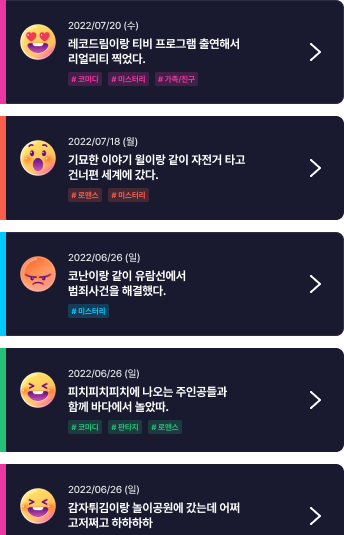 2022/07/20 (수)
레코드림이랑 티비 프로그램 출연해서
리얼리티 찍었다.
# 코미디 # 미스터리 # 가족/친구
2022/07/18 (월)
기묘한 이야기 윌이랑 같이 자전거 타고
건너편 세계에 갔다.
# 로맨스 # 미스터리
2022/06/26 (일)
코난이랑 같이 유람선에서
범죄사건을 해결했다.
# 미스터리
2022/06/26 (일)
피치피치피치에 나오는 주인공들과
함께 바다에서 놀았따.
# 코미디 # 판타지 # 로맨스
2022/06/26 (일)
감자튀김이랑 놀이공원에 갔는데 어쩌
고저쩌고 하하하하